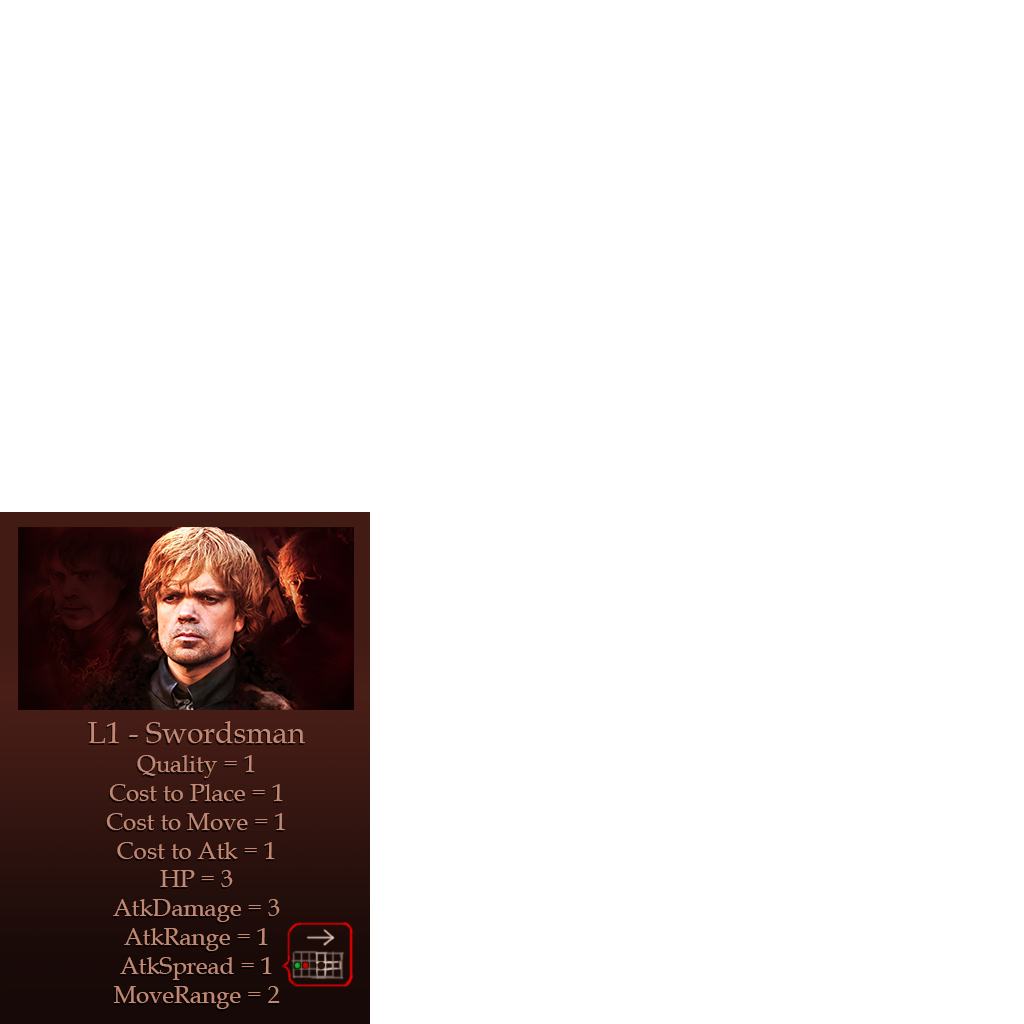 L1 - Swordsman
Quality = 1
Cost to Place = 1
Cost to Move = 1
Cost to Atk = 1
HP = 3
AtkDamage = 3
AtkRange = 1
AtkSpread = 1
MoveRange = 2